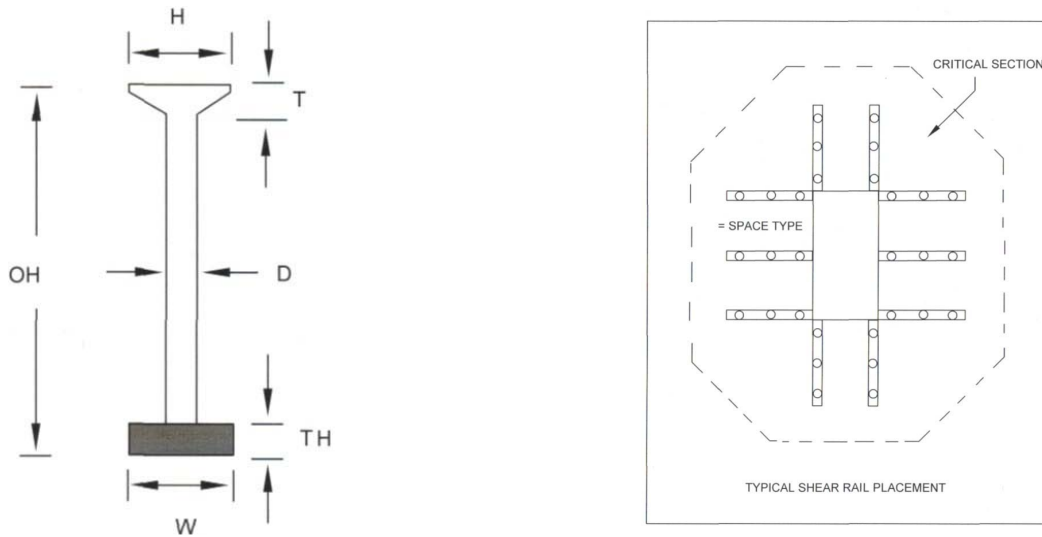 H
T
OH
D
TH
W
CRITICAL SECTION
= SPACE TYPE
TYPICAL SHEAR RAIL PLACEMENT